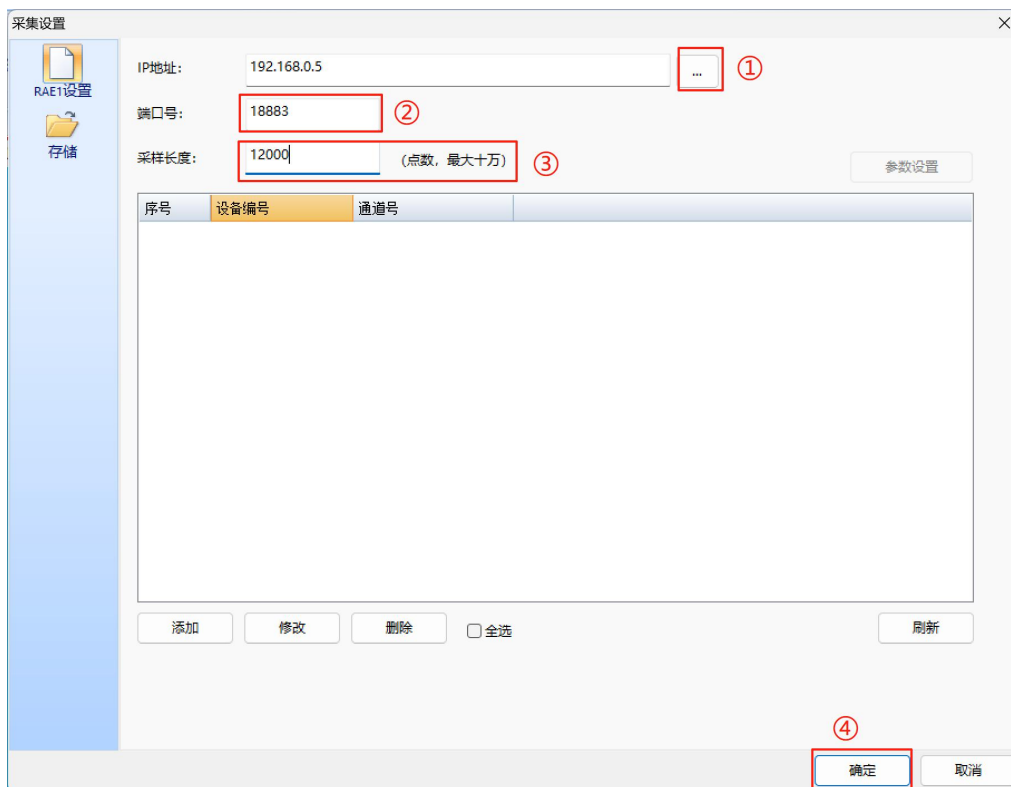 采集设置
RAE1设置
存储
IP地址：
192.168.0.5
...
①
端口号：
18883
②
采样长度：
12000
(点数，最大十万)
③
参数设置
序号 设备编号 通道号
添加 修改 删除 全选 刷新
④
确定 取消